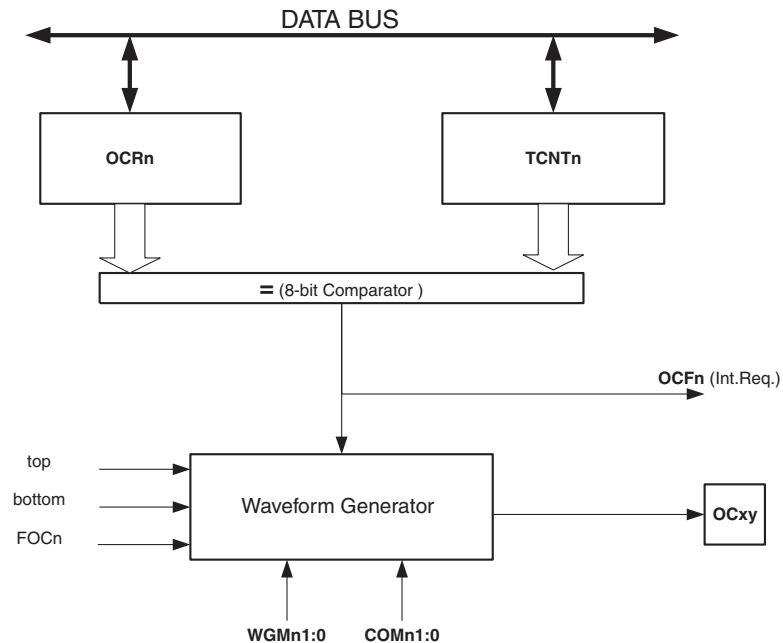 DATA BUS
OCRn
TCNTn
= (8-bit Comparator )
OCFn (Int.Req.)
top
bottom
FOCn
Waveform Generator
OCxy
WGMn1:0
COMn1:0